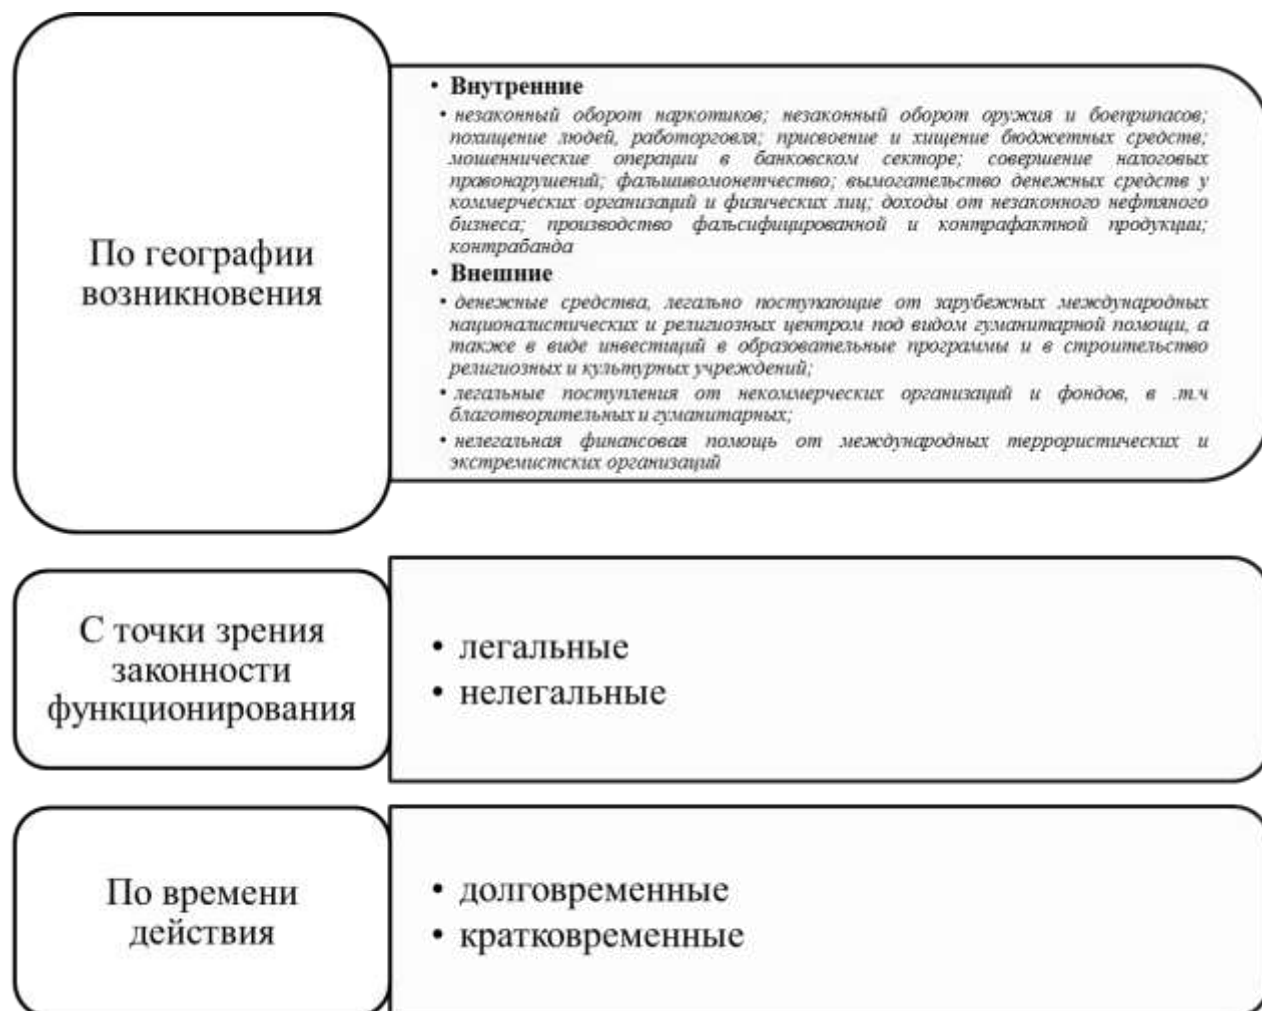 По географии
возникновения
• Внутренние
• незаконный оборот наркотиков; незаконный оборот оружия и боеприпасов;
похищение людей, работорговля; присвоение и хищение бюджетных средств;
мошеннические операции в банковском секторе; совершение налоговых
правонарушений; фальшивомонетчество; вымогательство денежных средств у
коммерческих организаций и физических лиц; доходы от незаконного нефтяного
бизнеса; производство фальсифицированной и контрафактной продукции;
контрабанда
• Внешние
• денежные средства, легально поступающие от зарубежных международных
националистических и религиозных центром под видом гуманитарной помощи, а
также в виде инвестиций в образовательные программы и в строительство
религиозных и культурных учреждений;
• легальные поступления от некоммерческих организаций и фондов, в .т.ч
благотворительных и гуманитарных;
• нелегальная финансовая помощь от международных террористических и
экстремистских организаций
С точки зрения
законности
функционирования
• легальные
• нелегальные
По времени
действия
• долговременные
• кратковременные